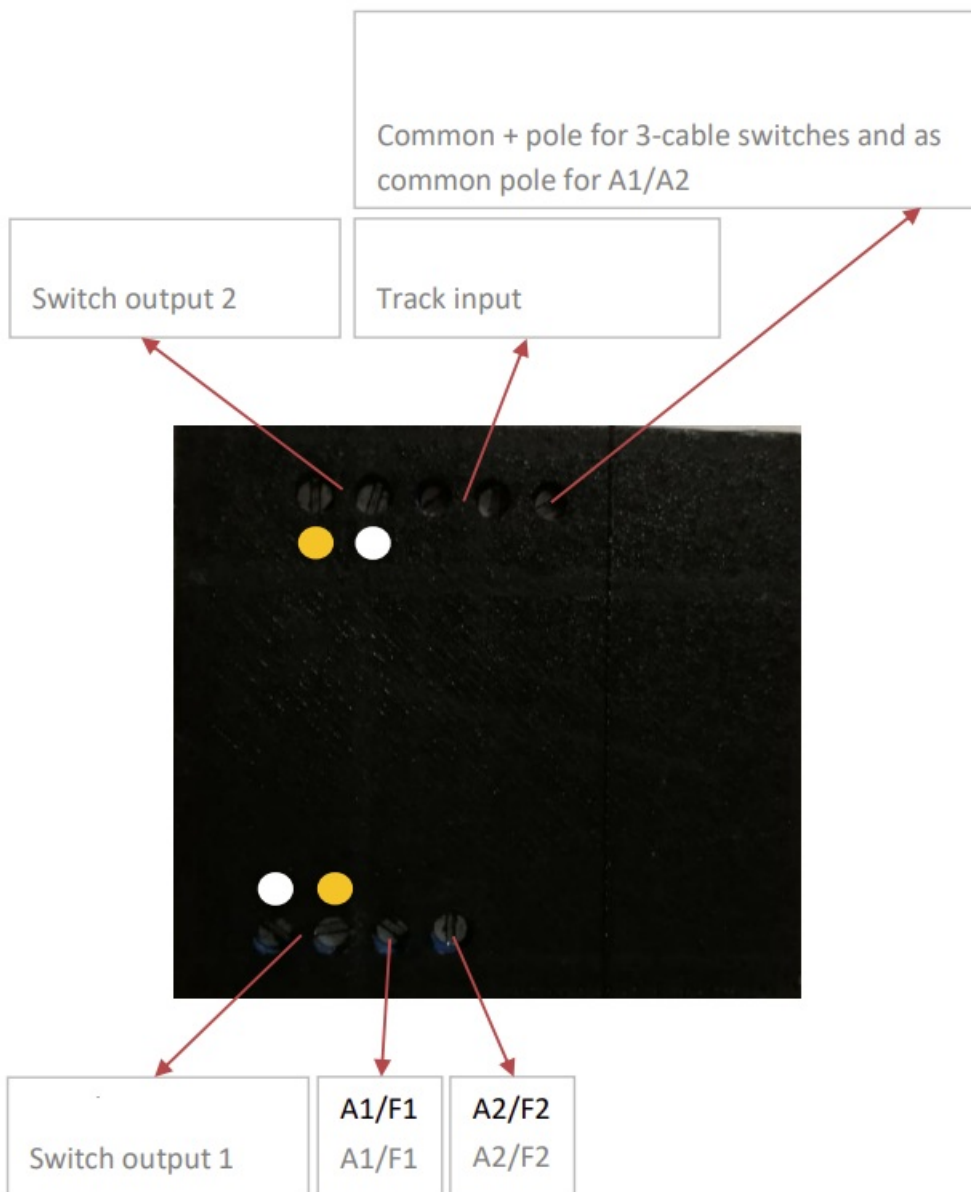 Common + pole for 3-cable switches and as
common pole for A1/A2
Switch output 2
Track input
Switch output 1
A1/F1
A1/F1
A2/F2
A2/F2